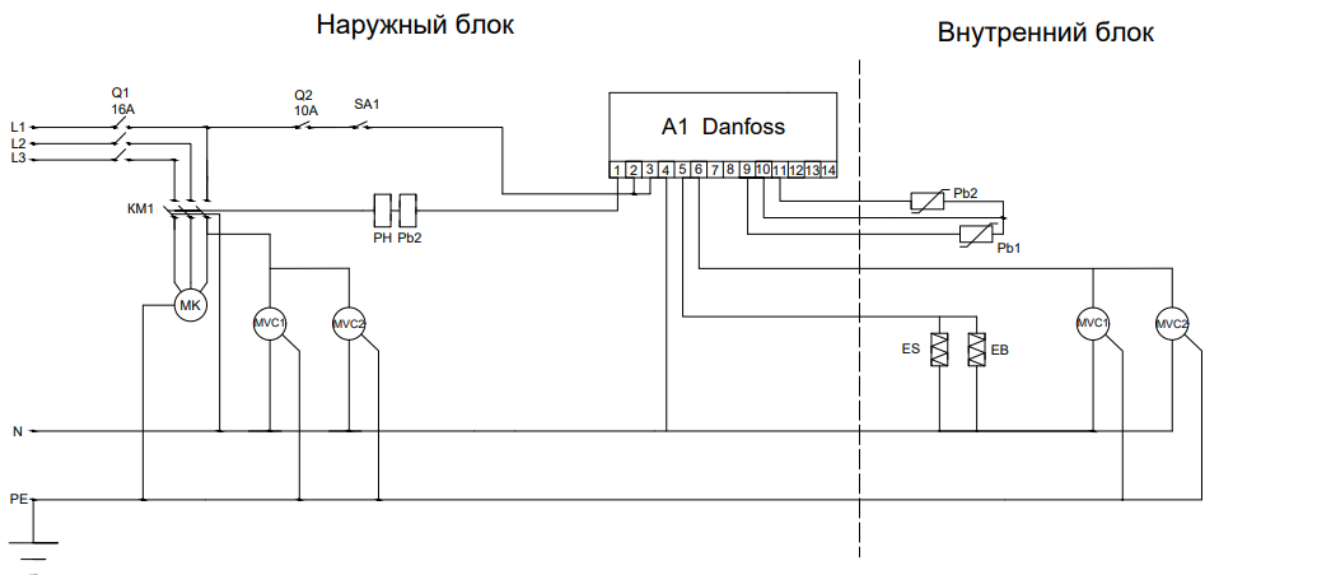 Наружный блок
Внутренний блок
Q1
16A
Q2
10A
SA1
A1 Danfoss
L1
L2
L3
1 2 3 4 5 6 7 8 9 10 11 12 13 14
KM1
PH Pb2
Pb2
Pb1
MK
MVC1
MVC2
MVC1
MVC2
ES
EB
N
PE